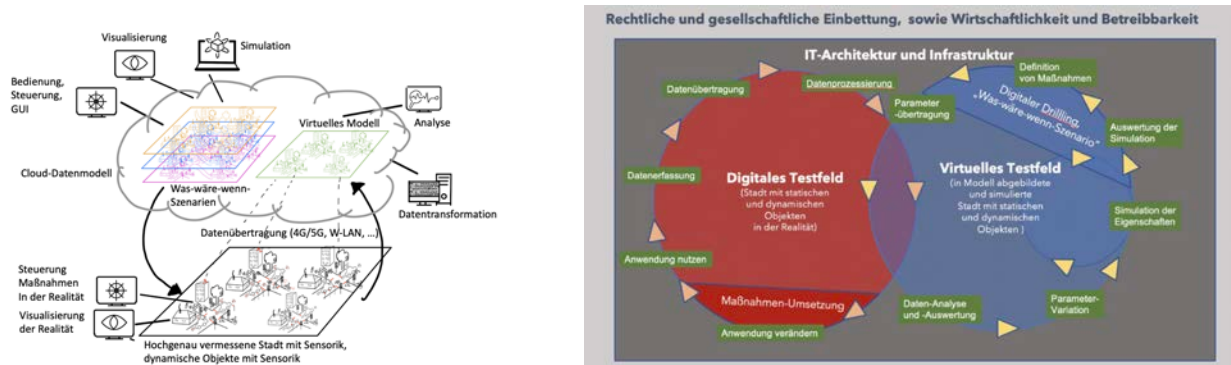 Visualisierung
Simulation
Bedienung,
Steuerung,
GUI
Virtuelles Modell
Analyse
Cloud-Datenmodell
Was-wäre-wenn-
Szenarien
Datentransformation
Datenübertragung (4G/5G, W-LAN, ...)
Steuerung
Maßnahmen
In der Realität
Visualisierung
der Realität
Hochgenau vermessene Stadt mit Sensorik,
dynamische Objekte mit Sensorik
Rechtliche und gesellschaftliche Einbettung, sowie Wirtschaftlichkeit und Betreibbarkeit
IT-Architektur und Infrastruktur
Datenübertragung
Datenprozessierung
Parameter
-übertragung
Definition
von Maßnahmen
Digitaler Drilling,
„Was-wäre-wenn-Szenario"
Auswertung der
Simulation
Datenerfassung
Digitales Testfeld
(Stadt mit statischen
und dynamischen
Objekten
in der Realität)
Virtuelles Testfeld
(in Modell abgebildete
und simulierte
Stadt mit statischen
und dynamischen
Objekten )
Simulation der
Eigenschaften
Anwendung nutzen
Maßnahmen-Umsetzung
Anwendung verändern
Daten-Analyse
und -Auswertung
Parameter-
Variation